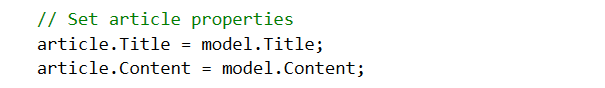 // Set article properties
article.Title = model.Title;
article.Content = model.Content;